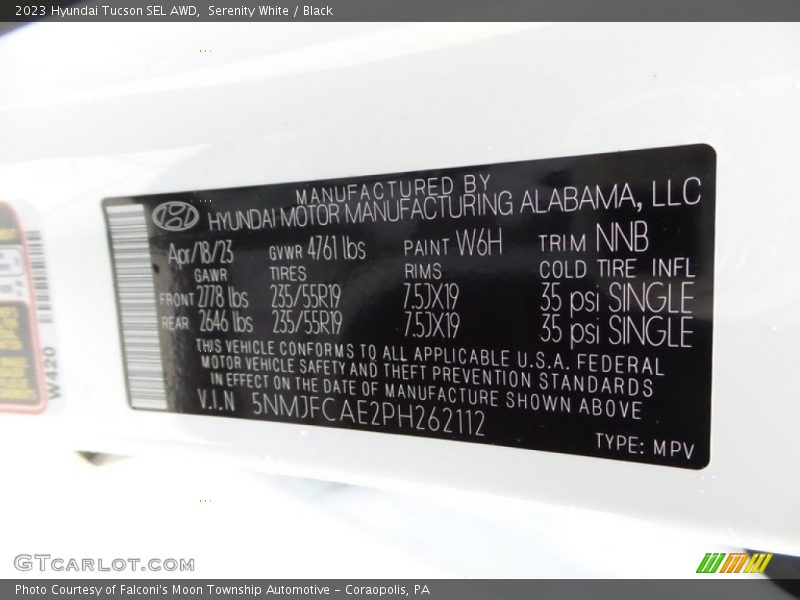 2023 Hyundai Tucson SEL AWD,  Serenity White / Black
MANUFACTURED BY
HYUNDAI MOTOR MANUFACTURING ALABAMA, LLC
Apr/18/23 GVWR 4761 lbs PAINT W6H TRIM NNB
GAWR TIRES RIMS COLD TIRE INFL
FRONT 2778 lbs 235/55R19 7.5JX19 35 psi SINGLE
REAR 2646 lbs 235/55R19 7.5JX19 35 psi SINGLE
THIS VEHICLE CONFORMS TO ALL APPLICABLE U.S.A. FEDERAL
MOTOR VEHICLE SAFETY AND THEFT PREVENTION STANDARDS
IN EFFECT ON THE DATE OF MANUFACTURE SHOWN ABOVE
V.I.N 5NMJFCAE2PH262112
TYPE: MPV
W420
GTCARLOT.COM
Photo Courtesy of Falconi's Moon Township Automotive - Coraopolis, PA